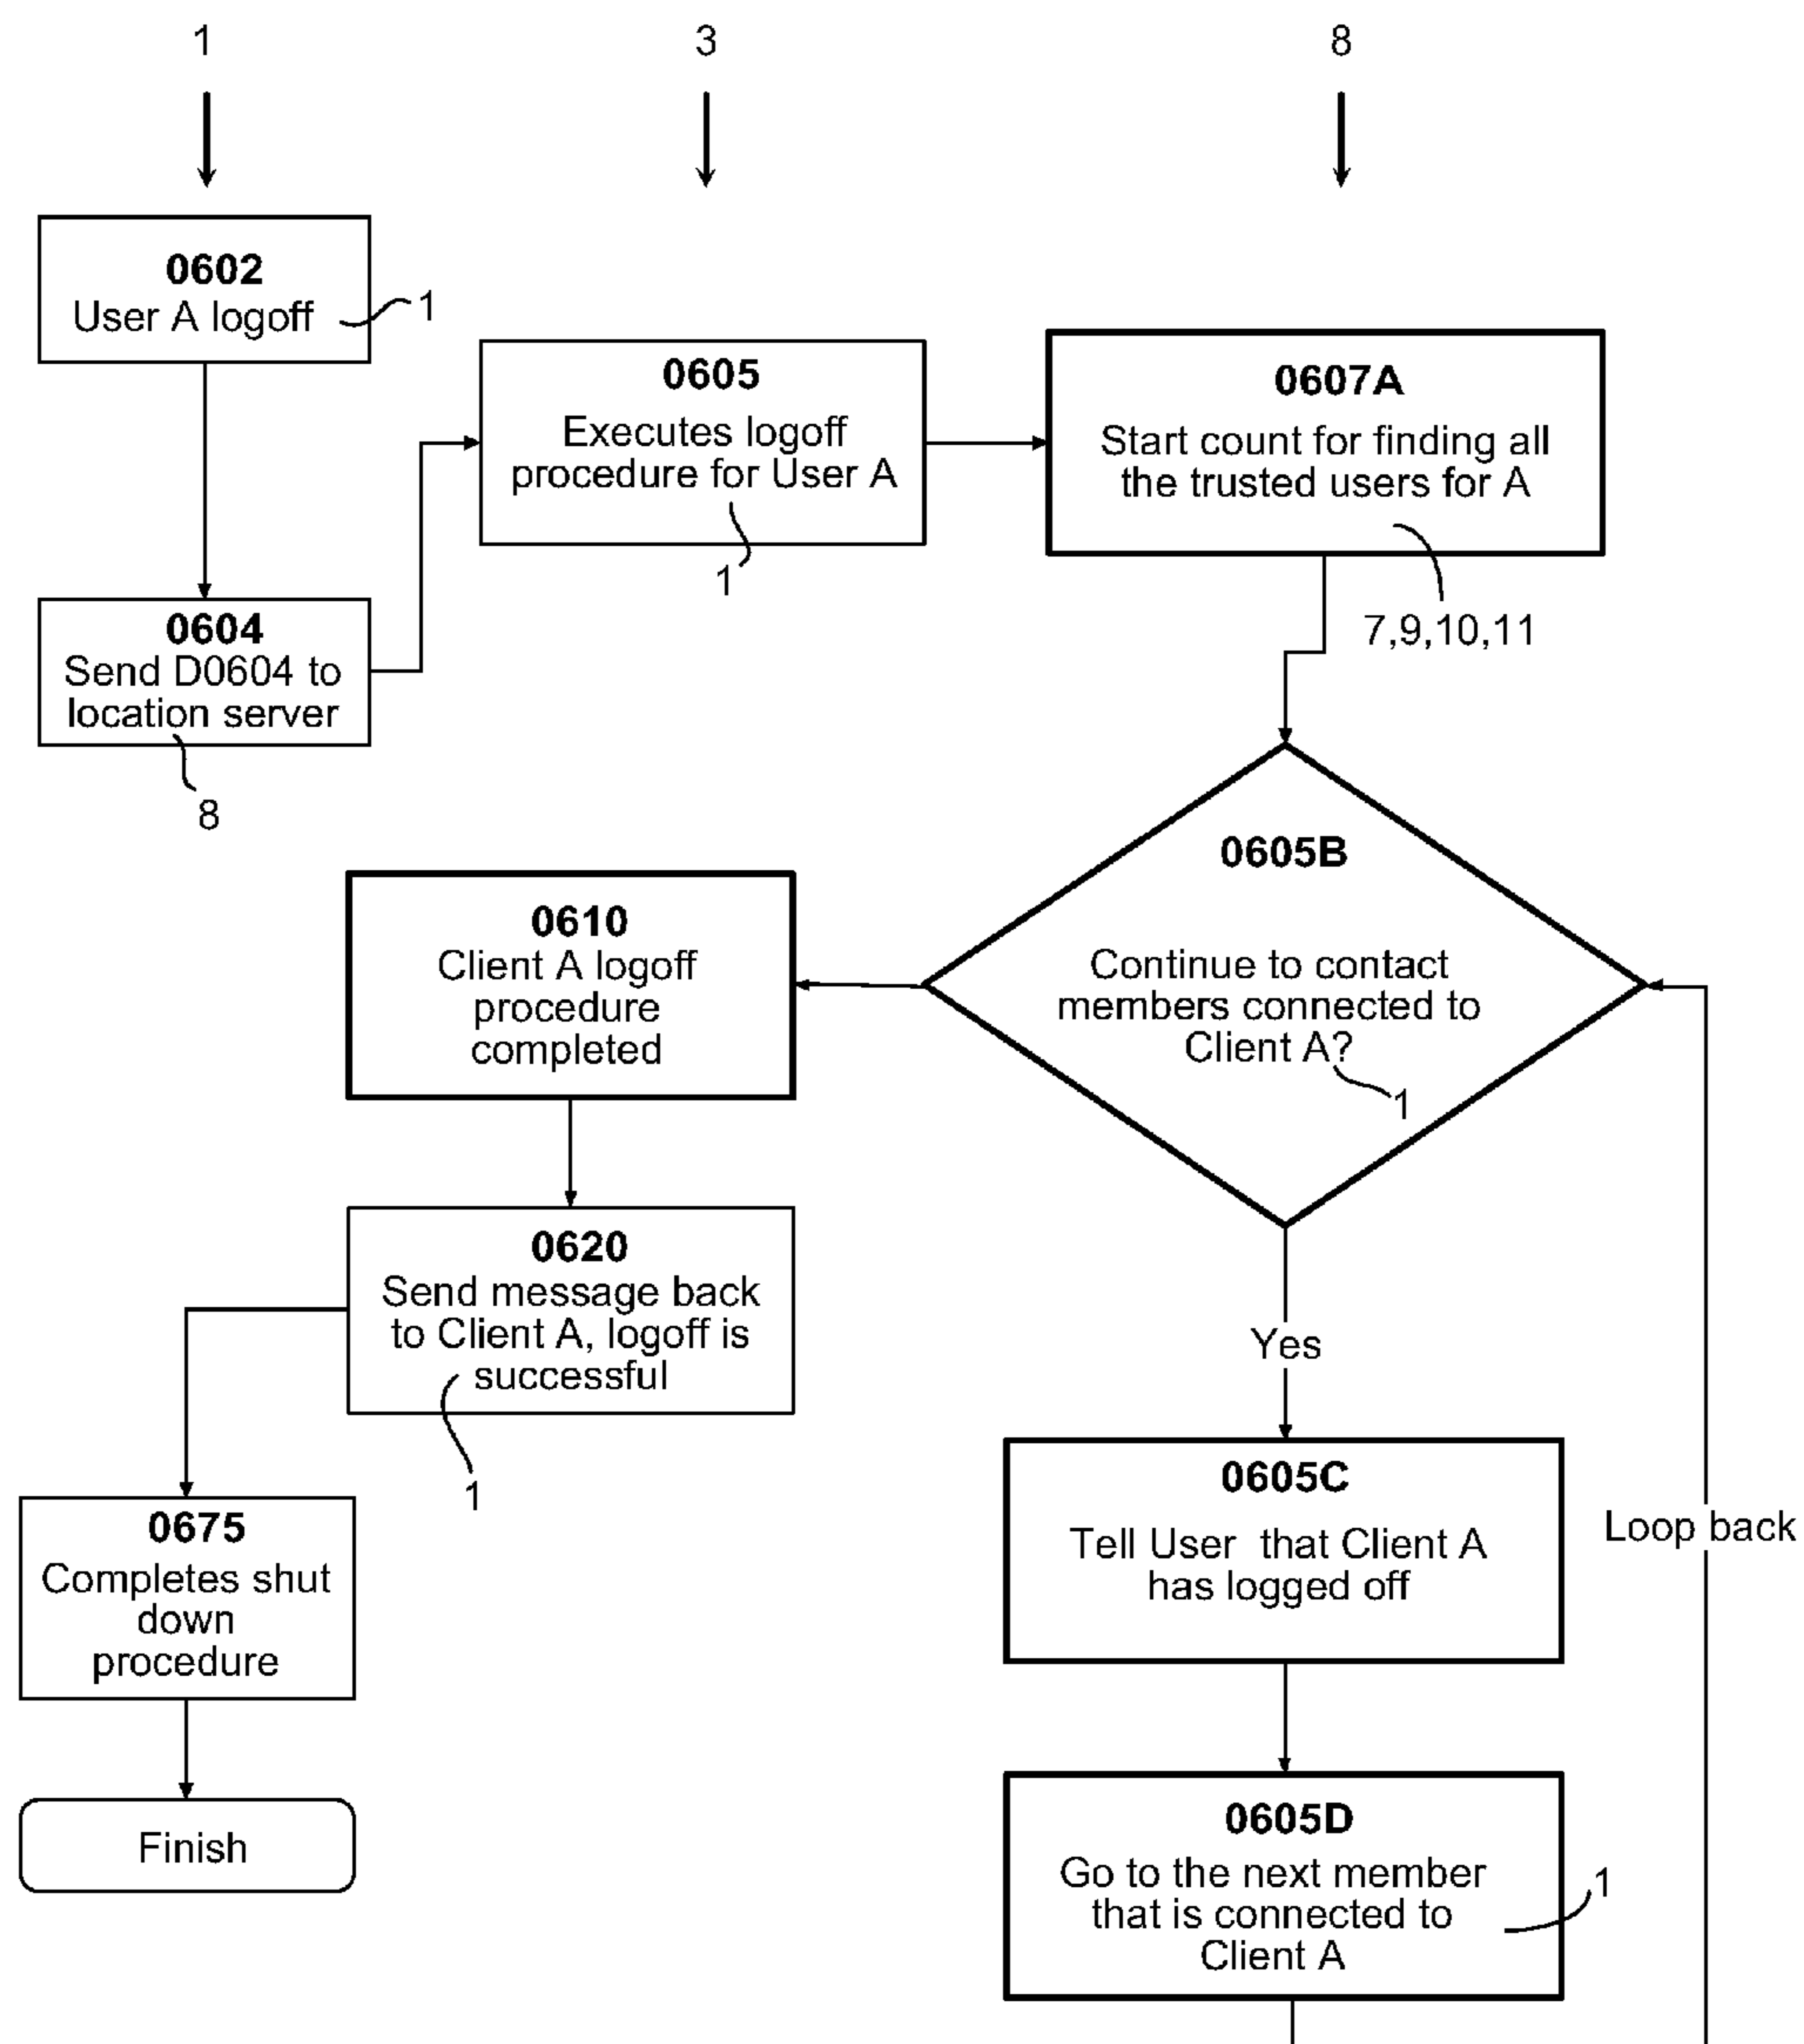 1
3
8
0602
User A logoff
1
0605
Executes logoff
procedure for User A
1
0607A
Start count for finding all
the trusted users for A
7,9,10,11
0604
Send D0604 to
location server
8
0605B
Continue to contact
members connected to
Client A?
1
0610
Client A logoff
procedure
completed
0620
Send message back
to Client A, logoff is
successful
1
Yes
0605C
Tell User that Client A
has logged off
Loop back
0675
Completes shut
down
procedure
0605D
Go to the next member
that is connected to
Client A
1
Finish